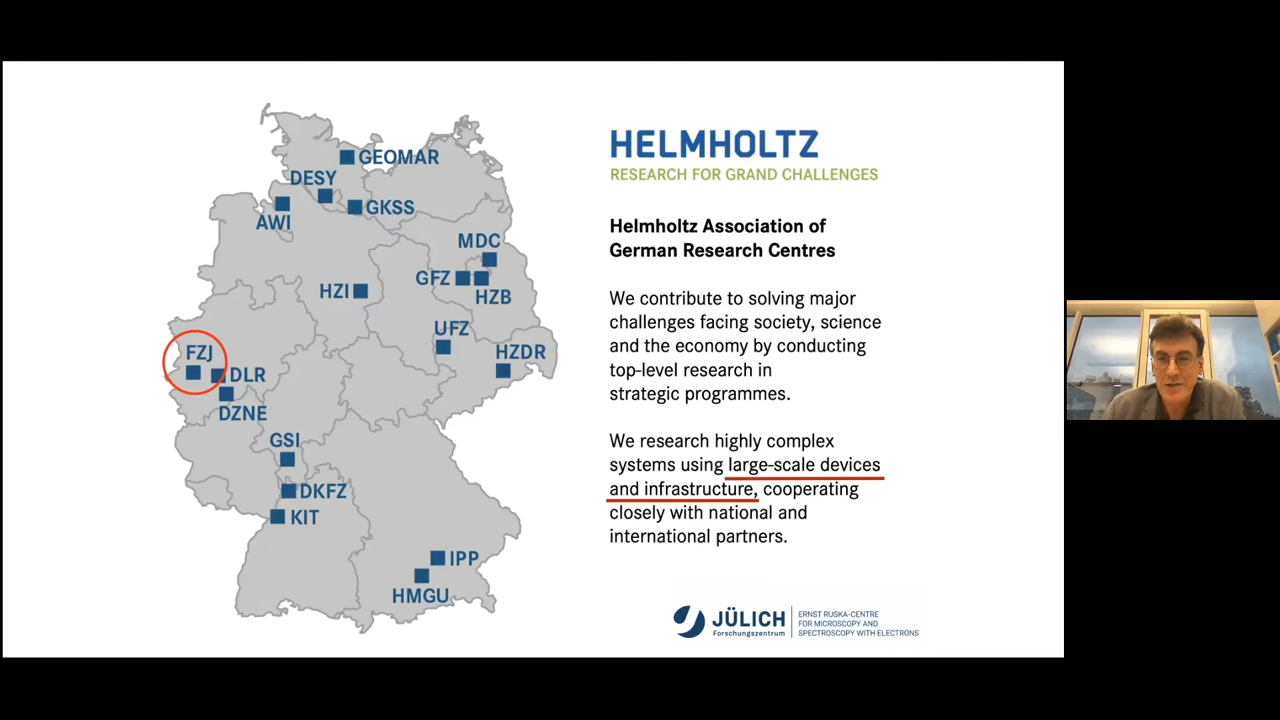 GEOMAR
DESY
GKSS
AWI
MDC
GFZ
HZB
HZI
UFZ
HZDR
FZJ
DLR
DZNE
GSI
DKFZ
KIT
IPP
HMGU
HELMHOLTZ
RESEARCH FOR GRAND CHALLENGES
Helmholtz Association of
German Research Centres
We contribute to solving major
challenges facing society, science
and the economy by conducting
top-level research in
strategic programmes.
We research highly complex
systems using large-scale devices
and infrastructure, cooperating
closely with national and
international partners.
JÜLICH
Forschungszentrum
ERNST RUSKA-CENTRE
FOR MICROSCOPY AND
SPECTROSCOPY WITH ELECTRONS